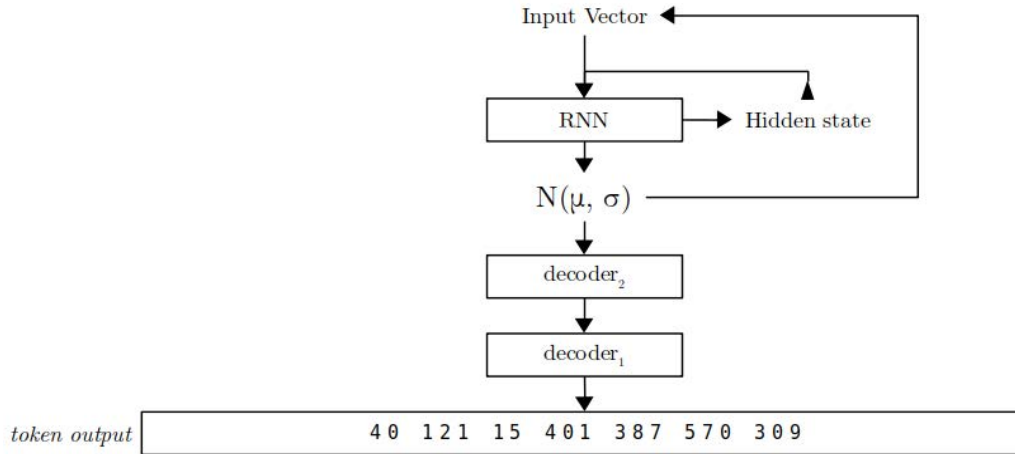 Input Vector
RNN
Hidden state
N(μ, σ)
decoder₂
decoder₁
token output
40 121 15 401 387 570 309